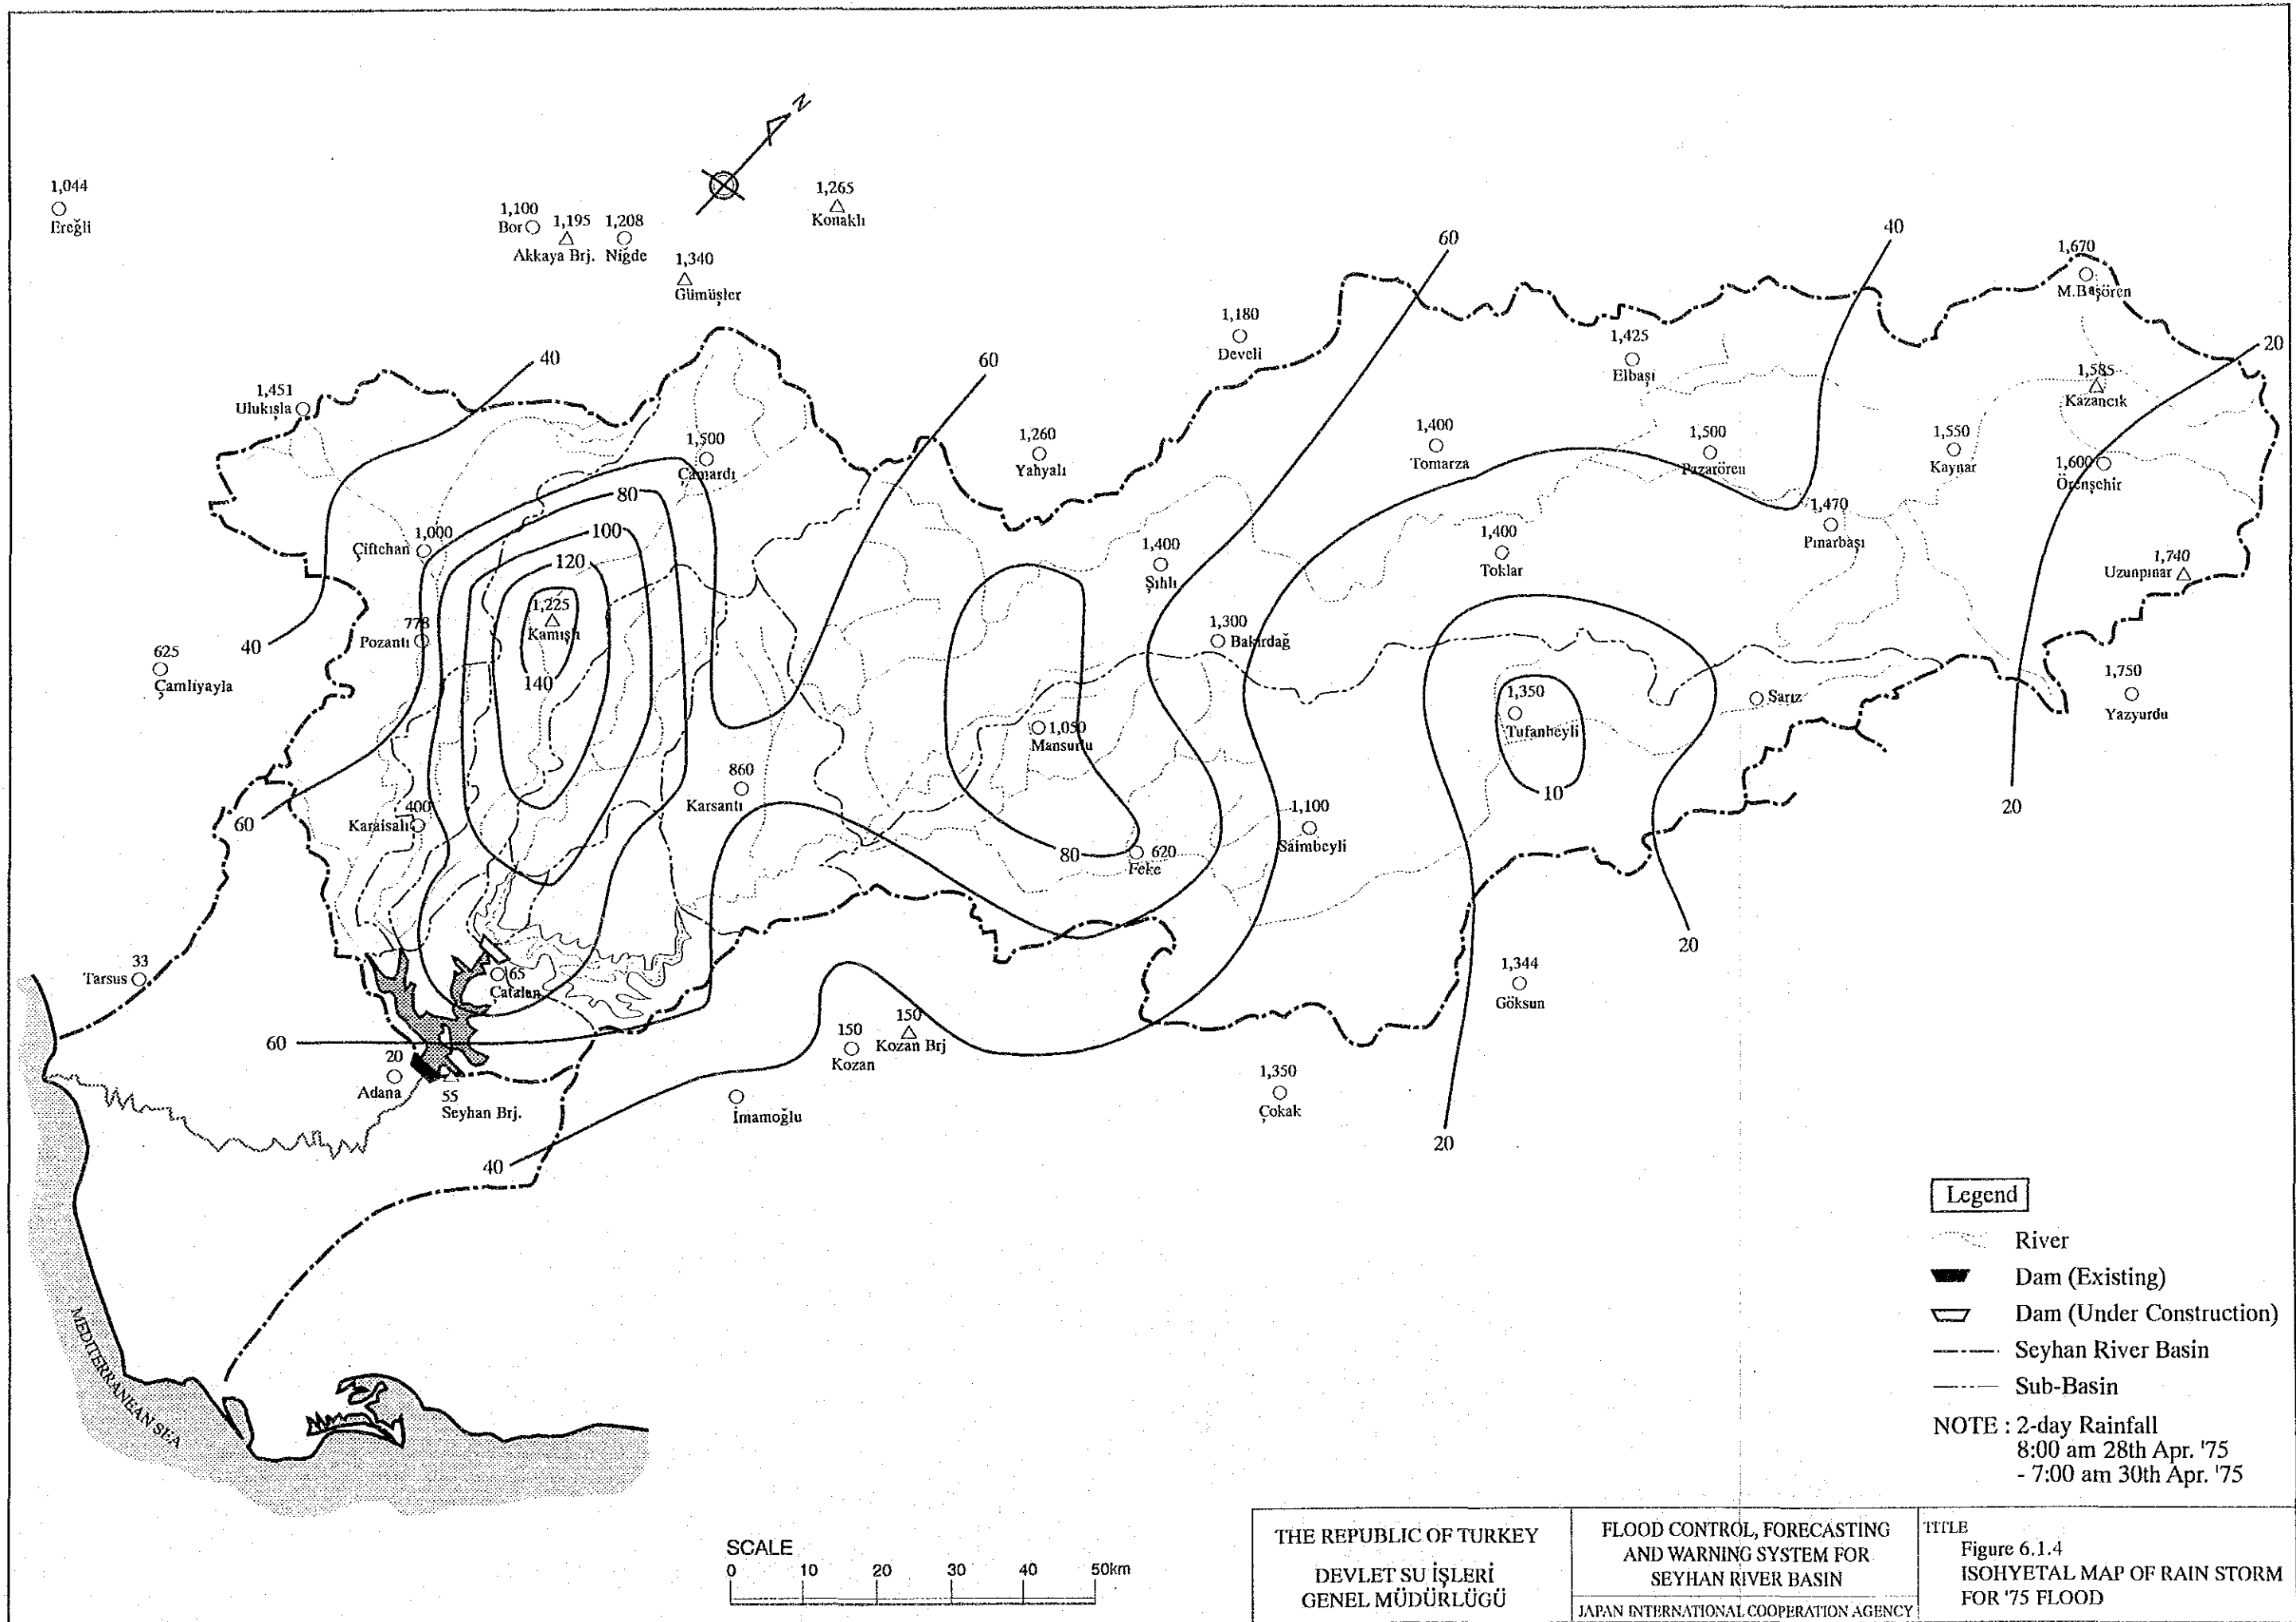 N
1,044
Ereğli
1,100
Bor
1,195
Akkaya Brj.
1,208
Niğde
1,265
Konaklı
1,340
Gümüşler
60
40
1,670
M.Başören
40
60
1,180
Develi
1,425
Elbaşi
20
1,585
Kazancık
1,451
Ulukışla
1,500
Çamardı
1,260
Yahyalı
1,400
Tomarza
1,500
Pazarören
1,550
Kaynar
1,600
Örenşehir
80
100
120
1,000
Çiftehan
1,400
Şıhlı
1,400
Toklar
1,470
Pınarbaşı
1,740
Uzunpınar
1,225
Kamışlı
778
Pozantı
40
625
Çamlıyayla
140
1,300
Bakırdağ
1,350
Tufanbeyli
Sarız
1,750
Yazyurdu
1,050
Mansurlu
860
Karsantı
10
20
400
Karaisalı
60
1,100
Saimbeyli
80
620
Feke
20
33
Tarsus
65
Çatalan
1,344
Göksun
60
20
Adana
55
Seyhan Brj.
150
Kozan
150
Kozan Brj
İmamoğlu
1,350
Çokak
20
40
MEDITERRANEAN SEA
Legend
River
Dam (Existing)
Dam (Under Construction)
Seyhan River Basin
Sub-Basin
NOTE : 2-day Rainfall
8:00 am 28th Apr. '75
- 7:00 am 30th Apr. '75
SCALE
0 10 20 30 40 50km
THE REPUBLIC OF TURKEY
DEVLET SU İŞLERİ
GENEL MÜDÜRLÜGÜ
FLOOD CONTROL, FORECASTING
AND WARNING SYSTEM FOR
SEYHAN RIVER BASIN
JAPAN INTERNATIONAL COOPERATION AGENCY
TITLE
Figure 6.1.4
ISOHYETAL MAP OF RAIN STORM
FOR '75 FLOOD